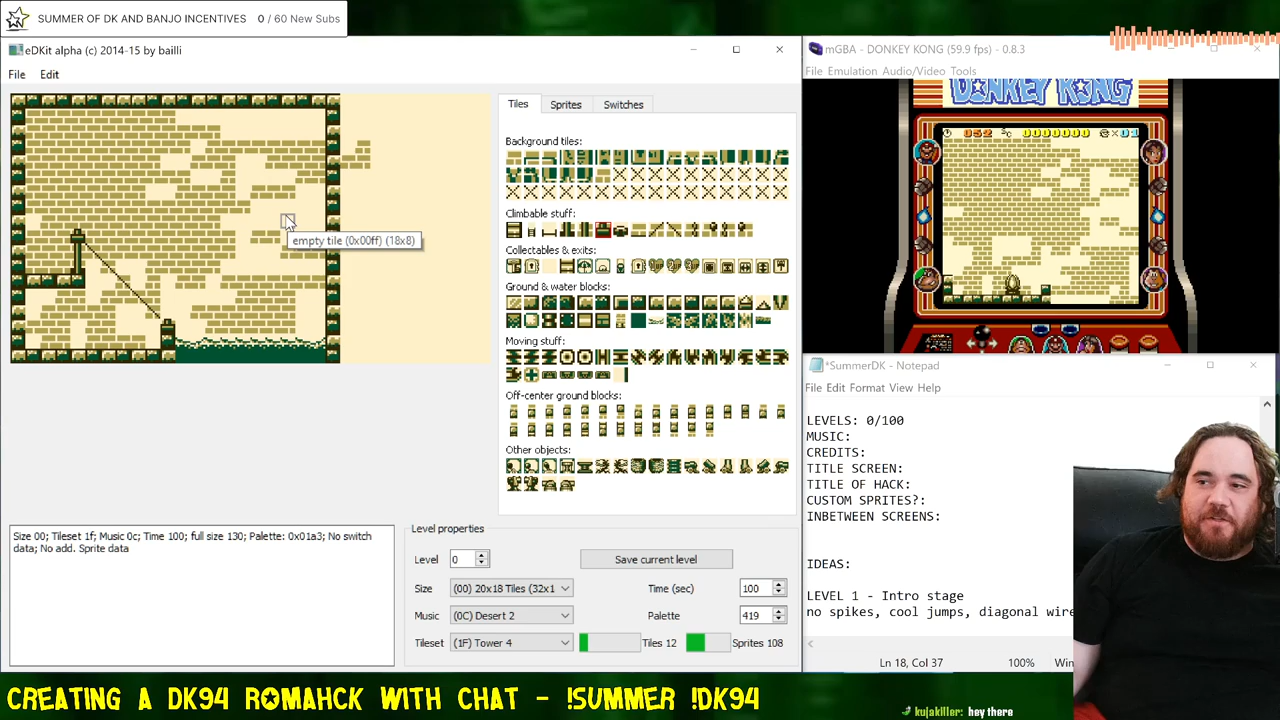 SUMMER OF DK AND BANJO INCENTIVES 0 / 60 New Subs
eDKit alpha (c) 2014-15 by bailli
File Edit
Tiles Sprites Switches
Background tiles:
Climbable stuff:
Collectables & exits:
Ground & water blocks:
Moving stuff:
Off-center ground blocks:
Other objects:
empty tile (0x00ff) (18x8)
Size 00; Tileset 1f; Music 0c; Time 100; full size 130; Palette: 0x01a3; No switch
data; No add. Sprite data
Level properties
Level 0 Save current level
Size (00) 20x18 Tiles (32x1 Time (sec) 100
Music (0C) Desert 2 Palette 419
Tileset (1F) Tower 4 Tiles 12 Sprites 108
mGBA - DONKEY KONG (59.9 fps) - 0.8.3
File Emulation Audio/Video Tools
DONKEY KONG
052 0000000 ×01
*SummerDK - Notepad
File Edit Format View Help
LEVELS: 0/100
MUSIC:
CREDITS:
TITLE SCREEN:
TITLE OF HACK:
CUSTOM SPRITES?:
INBETWEEN SCREENS:
IDEAS:
LEVEL 1 - Intro stage
no spikes, cool jumps, diagonal wire
Ln 18, Col 37 100% Win
CREATING A DK94 ROMAHCK WITH CHAT - !SUMMER !DK94
kujakiller: hey there